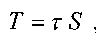 T = τ S ,